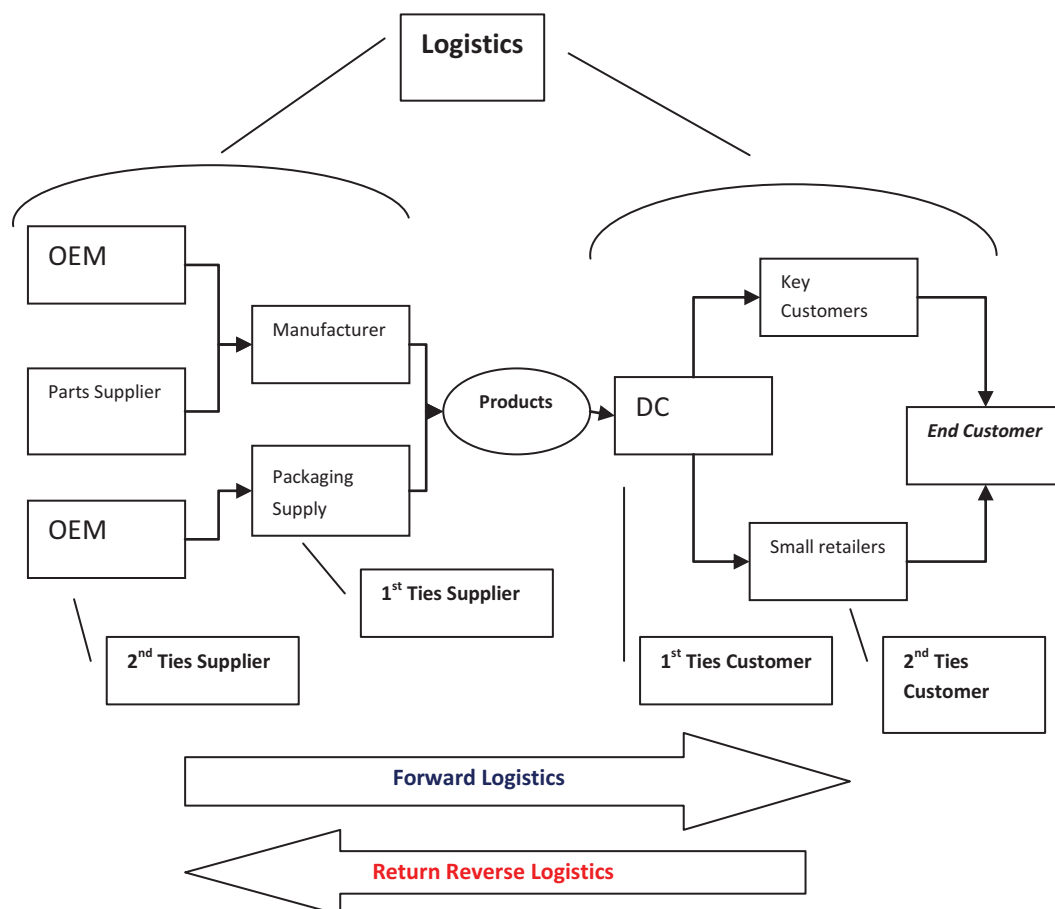 Logistics
OEM
Key
Customers
Manufacturer
Parts Supplier
Products
DC
End Customer
Packaging
Supply
OEM
Small retailers
1st Ties Supplier
2nd Ties Supplier
1st Ties Customer
2nd Ties
Customer
Forward Logistics
Return Reverse Logistics